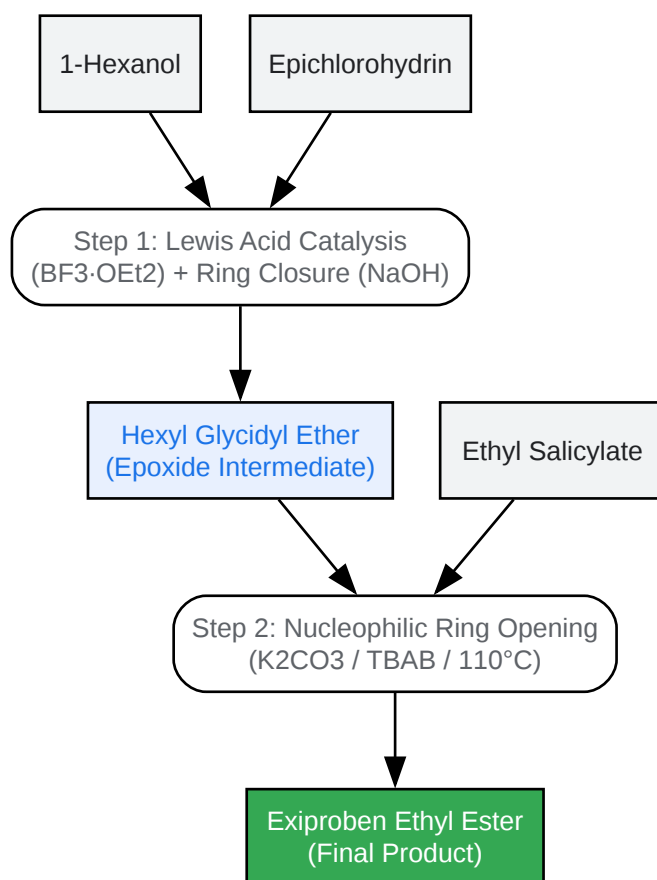 1-Hexanol
Epichlorohydrin
Step 1: Lewis Acid Catalysis
(BF3·OEt2) + Ring Closure (NaOH)
Hexyl Glycidyl Ether
(Epoxide Intermediate)
Ethyl Salicylate
Step 2: Nucleophilic Ring Opening
(K2CO3 / TBAB / 110°C)
Exiproben Ethyl Ester
(Final Product)